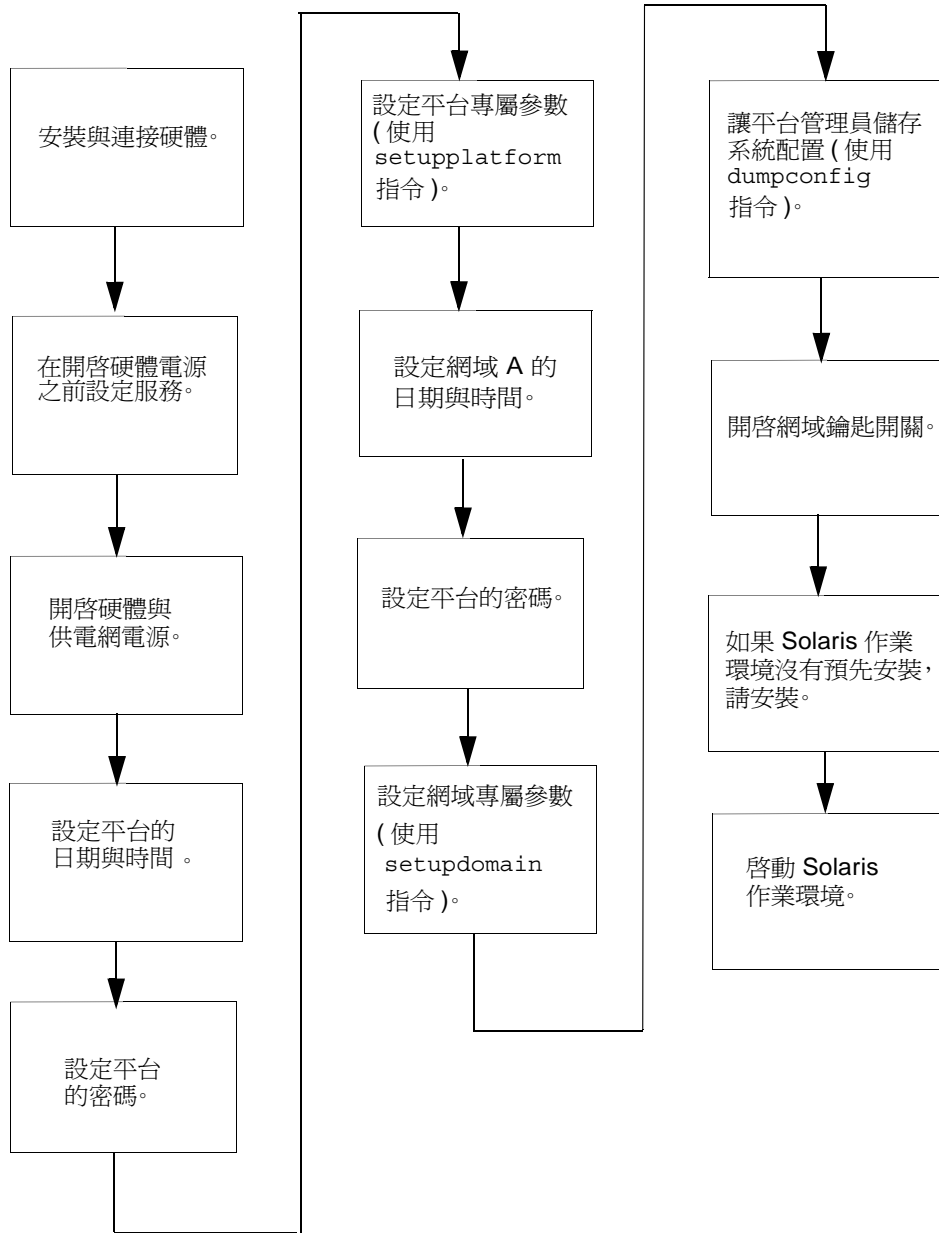 安裝與連接硬體。
在開啓硬體電源
之前設定服務。
開啓硬體與
供電網電源。
設定平台的
日期與時間 。
設定平台
的密碼。
設定平台專屬參數
( 使用
setupplatform
指令 )。
設定網域 A 的
日期與時間。
設定平台的密碼。
設定網域專屬參數
( 使用
setupdomain
指令 )。
讓平台管理員儲存
系統配置 ( 使用
dumpconfig
指令 )。
開啓網域鑰匙開關。
如果 Solaris 作業
環境沒有預先安裝，
請安裝。
啓動 Solaris
作業環境。